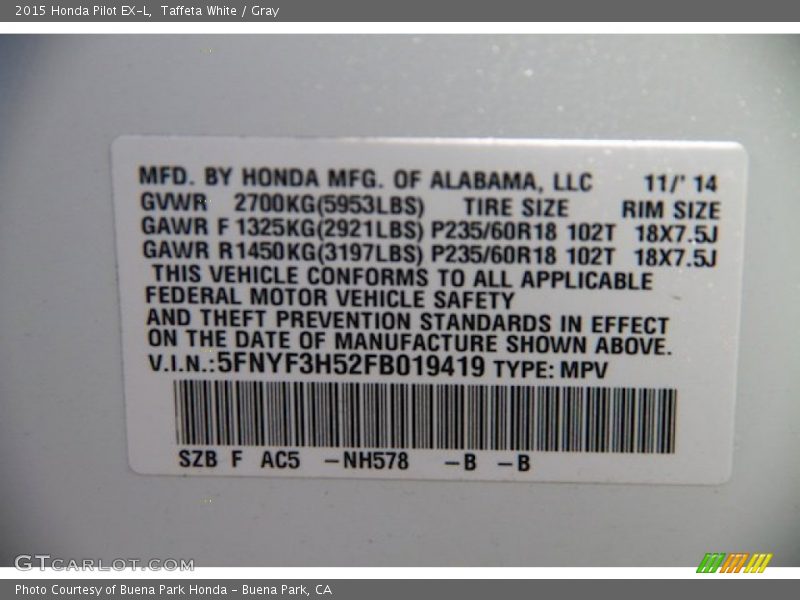 2015 Honda Pilot EX-L, Taffeta White / Gray
MFD. BY HONDA MFG. OF ALABAMA, LLC 11/' 14
GVWR 2700KG(5953LBS) TIRE SIZE RIM SIZE
GAWR F 1325KG(2921LBS) P235/60R18 102T 18X7.5J
GAWR R1450KG(3197LBS) P235/60R18 102T 18X7.5J
THIS VEHICLE CONFORMS TO ALL APPLICABLE
FEDERAL MOTOR VEHICLE SAFETY
AND THEFT PREVENTION STANDARDS IN EFFECT
ON THE DATE OF MANUFACTURE SHOWN ABOVE.
V.I.N.:5FNYF3H52FB019419 TYPE: MPV
SZB F AC5 -NH578 -B -B
GTCARLOT.COM
Photo Courtesy of Buena Park Honda - Buena Park, CA